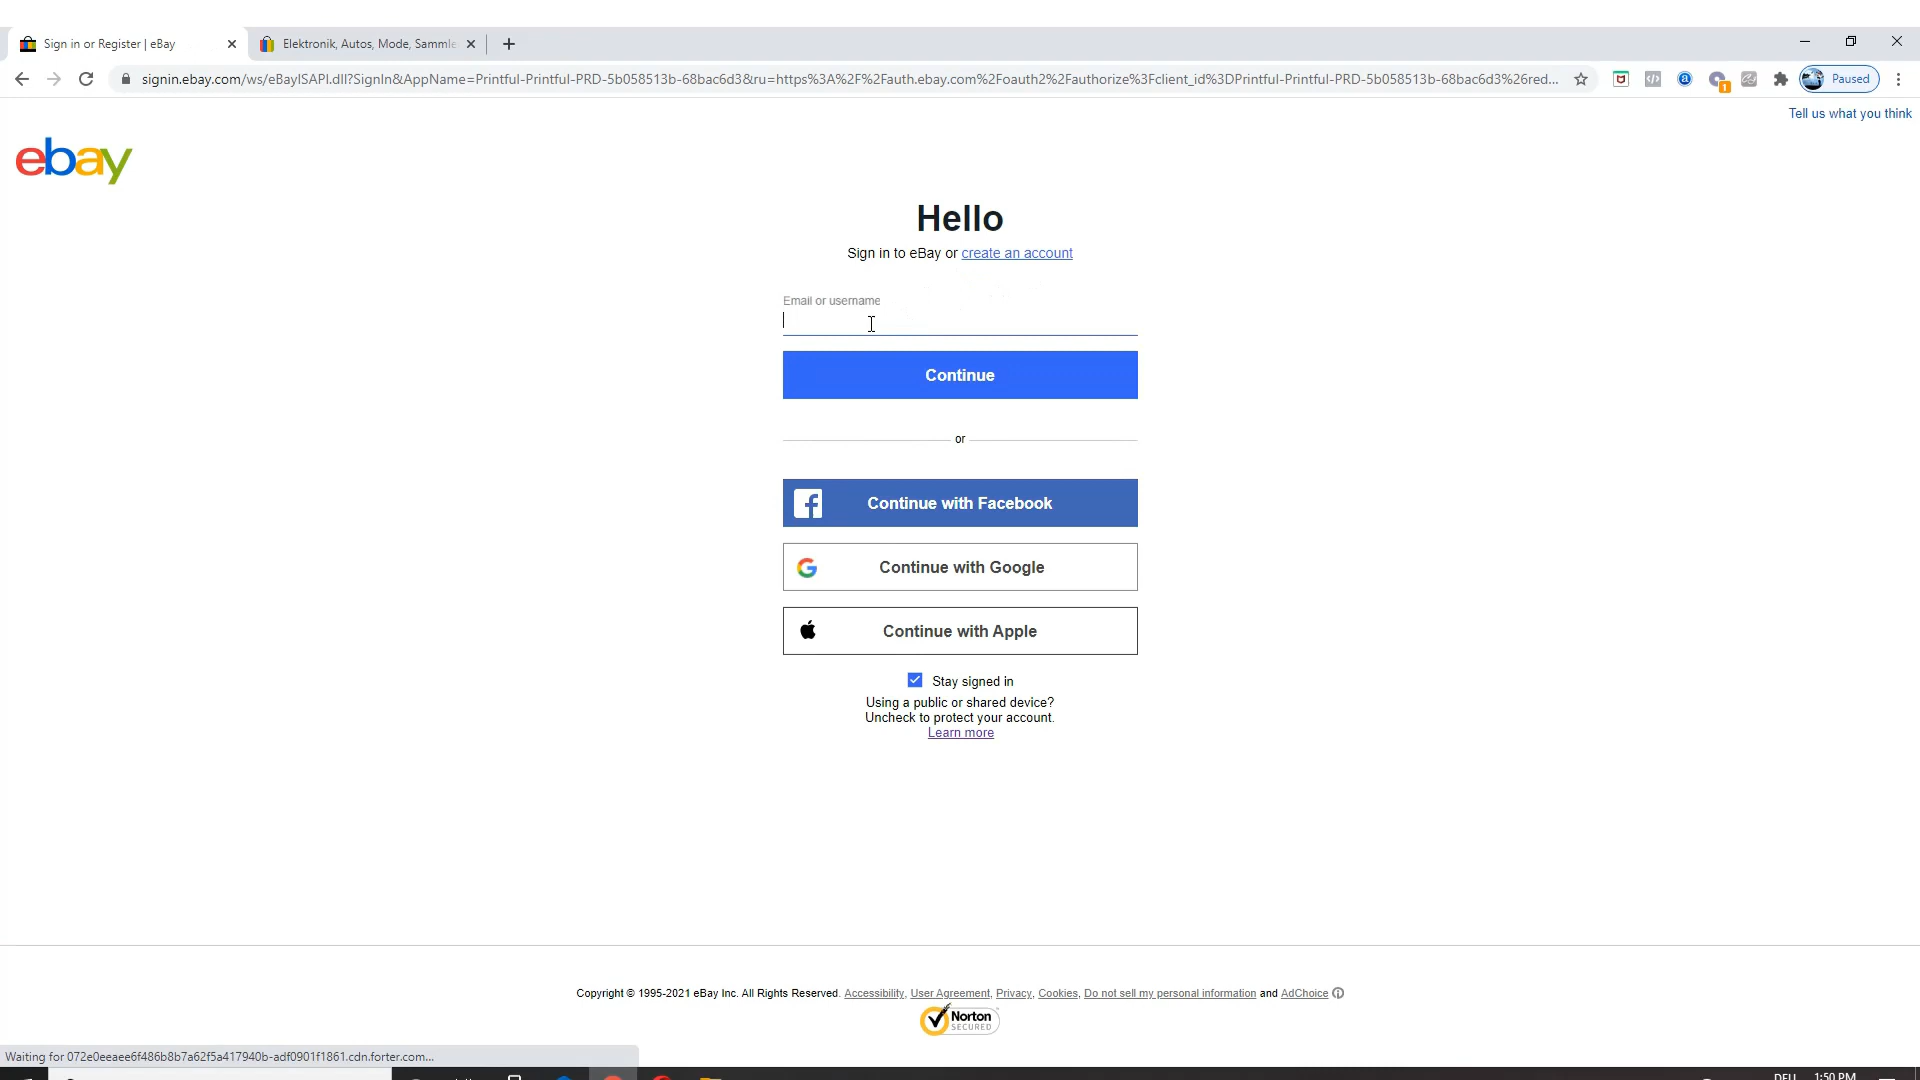 Sign in or Register | eBay
Elektronik, Autos, Mode, Sammle
signin.ebay.com/ws/eBayISAPI.dll?SignIn&AppName=Printful-Printful-PRD-5b058513b-68bac6d3&ru=https%3A%2F%2Fauth.ebay.com%2Foauth2%2Fauthorize%3Fclient_id%3DPrintful-Printful-PRD-5b058513b-68bac6d3%26red...
Paused
Tell us what you think
ebay
Hello
Sign in to eBay or create an account
Email or username
Continue
or
Continue with Facebook
Continue with Google
Continue with Apple
Stay signed in
Using a public or shared device?
Uncheck to protect your account.
Learn more
Copyright © 1995-2021 eBay Inc. All Rights Reserved. Accessibility, User Agreement, Privacy, Cookies, Do not sell my personal information and AdChoice
Norton
SECURED
Waiting for 072e0eeaee6f486b8b7a62f5a417940b-adf0901f1861.cdn.forter.com...
DEU 1:50 PM